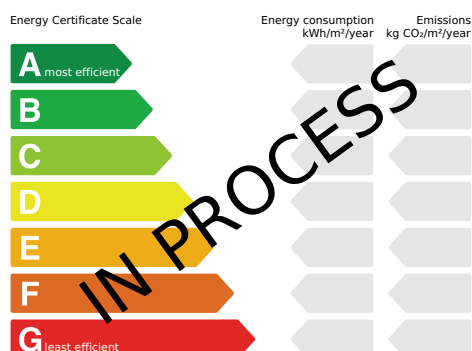 Energy Certificate Scale
Energy consumption
kWh/m²/year
Emissions
kg CO₂/m²/year
A most efficient
B
C
D
E
F
G least efficient
IN PROCESS